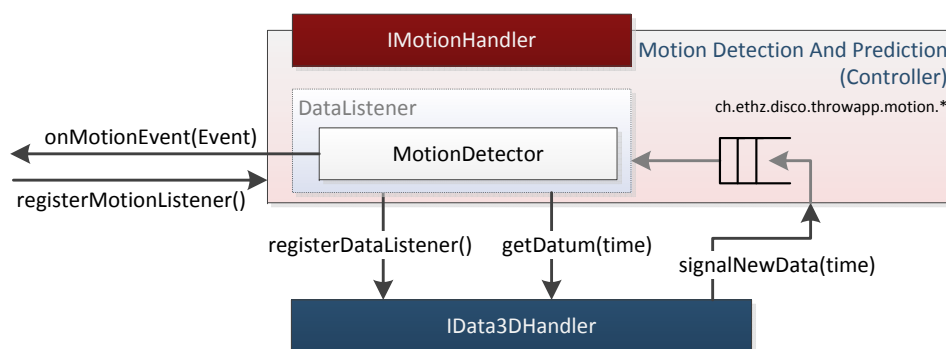 IMotionHandler
Motion Detection And Prediction
(Controller)
ch.ethz.disco.throwapp.motion.*
DataListener
onMotionEvent(Event)
MotionDetector
registerMotionListener()
registerDataListener()
getDatum(time)
signalNewData(time)
IData3DHandler